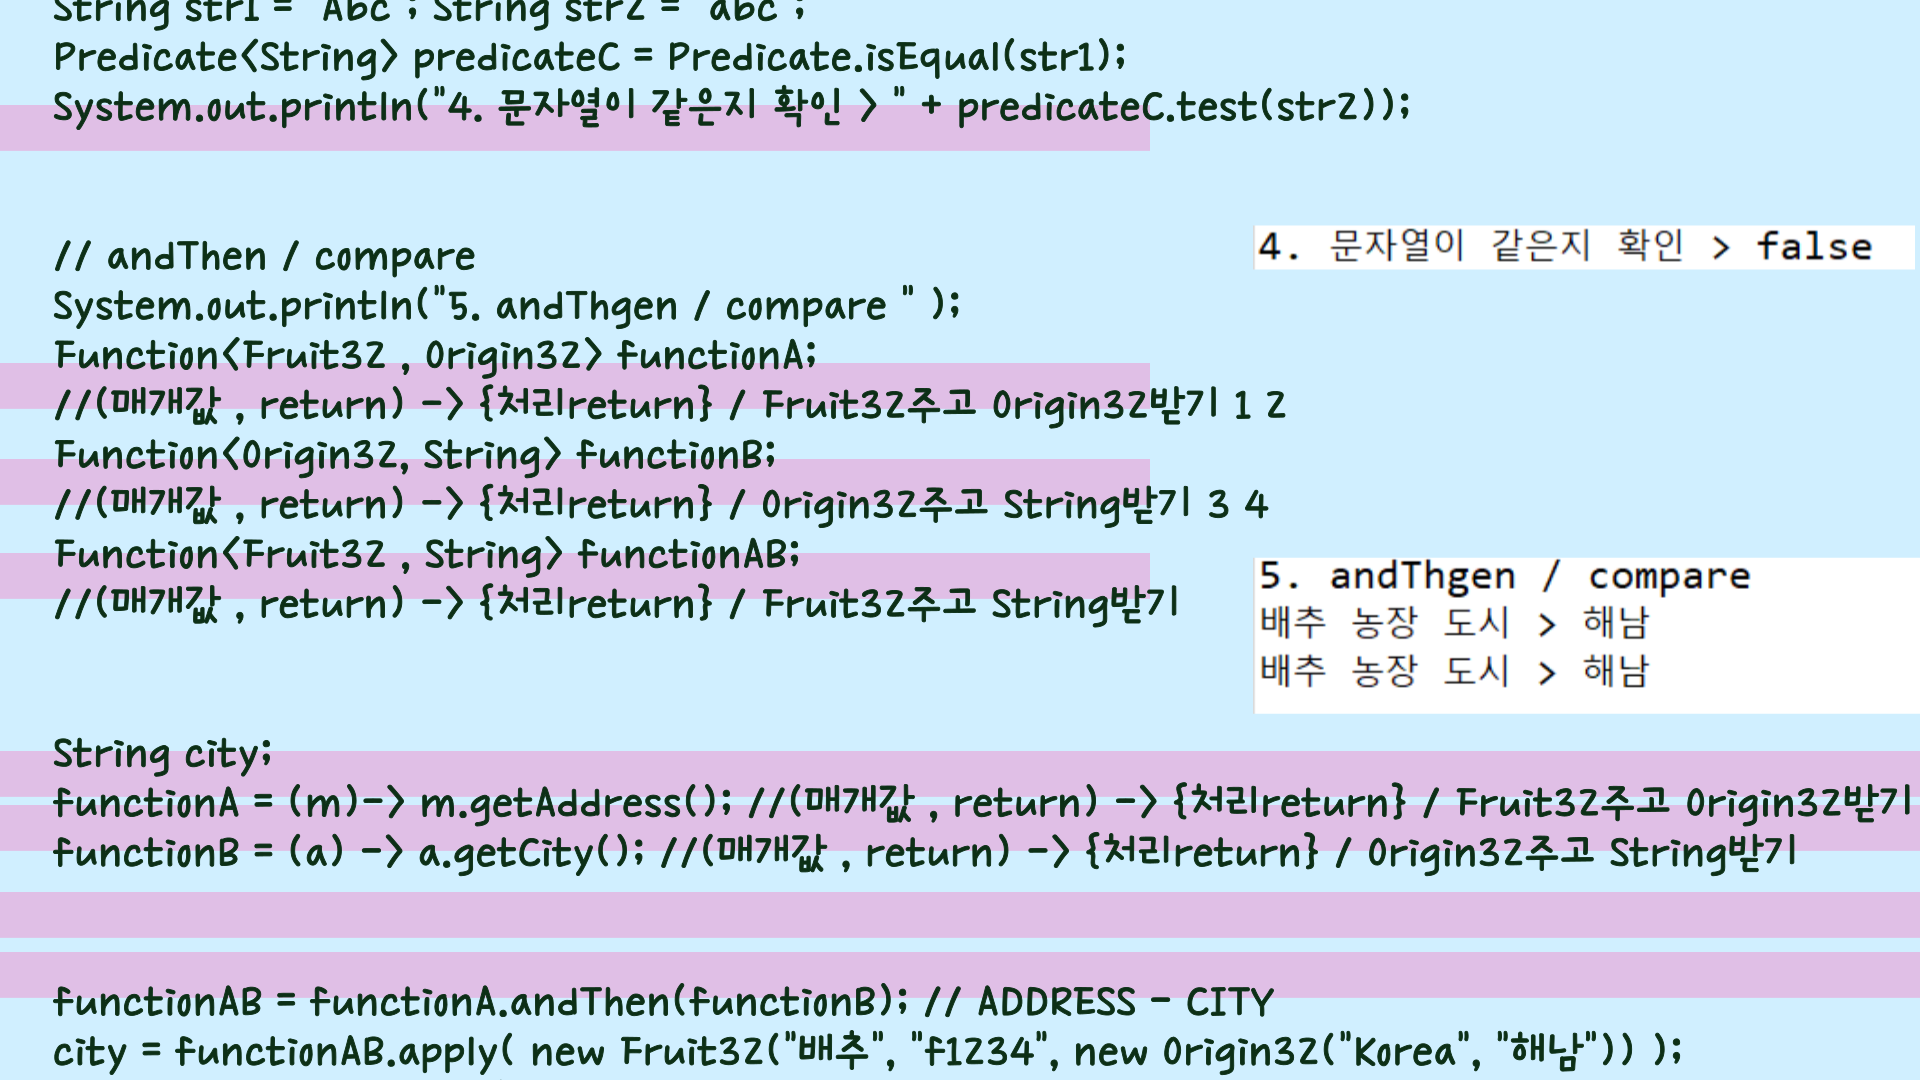 String str1 = "Abc"; String str2 = "abc";
Predicate<String> predicateC = Predicate.isEqual(str1);
System.out.println("4. 문자열이 같은지 확인 > " + predicateC.test(str2));
// andThen / compare
System.out.println("5. andThgen / compare " );
Function<Fruit32 , Origin32> functionA;
//(매개값 , return) -> {처리return} / Fruit32주고 Origin32받기 1 2
Function<Origin32, String> functionB;
//(매개값 , return) -> {처리return} / Origin32주고 String받기 3 4
Function<Fruit32 , String> functionAB;
//(매개값 , return) -> {처리return} / Fruit32주고 String받기
4. 문자열이 같은지 확인 > false
5. andThgen / compare
배추 농장 도시 > 해남
배추 농장 도시 > 해남
String city;
functionA = (m)-> m.getAddress(); //(매개값 , return) -> {처리return} / Fruit32주고 Origin32받기
functionB = (a) -> a.getCity(); //(매개값 , return) -> {처리return} / Origin32주고 String받기
functionAB = functionA.andThen(functionB); // ADDRESS - CITY
city = functionAB.apply( new Fruit32("배추", "f1234", new Origin32("Korea", "해남")) );